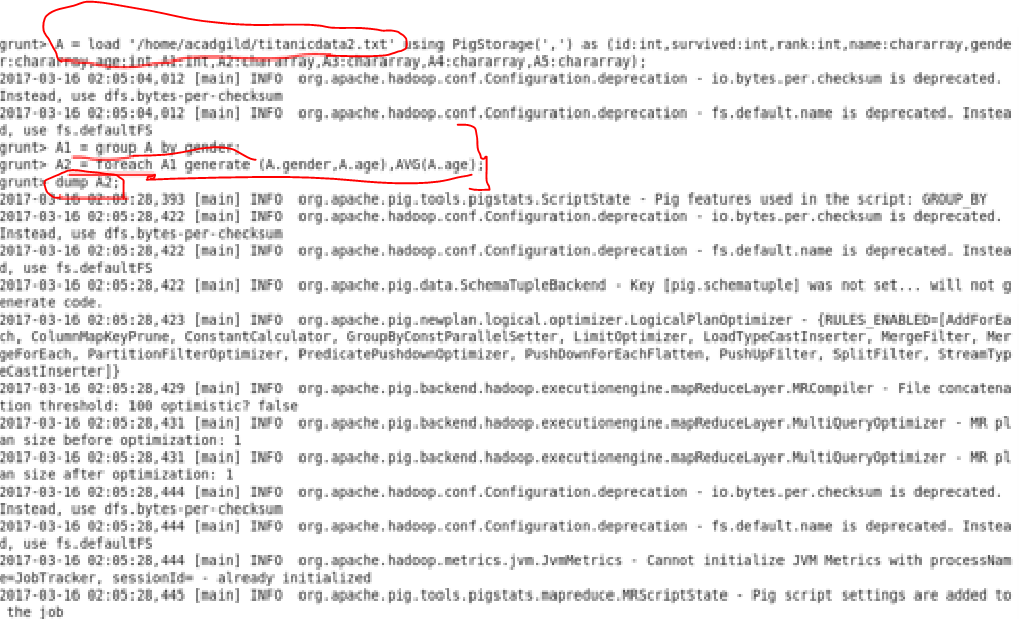 grunt> A = load '/home/acadgild/titanicdata2.txt' using PigStorage(',') as (id:int,survived:int,rank:int,name:chararray,gende
r:chararray,age:int,A1:int,A2:chararray,A3:chararray,A4:chararray,A5:chararray);
2017-03-16 02:05:04,012 [main] INFO  org.apache.hadoop.conf.Configuration.deprecation - io.bytes.per.checksum is deprecated.
Instead, use dfs.bytes-per-checksum
2017-03-16 02:05:04,012 [main] INFO  org.apache.hadoop.conf.Configuration.deprecation - fs.default.name is deprecated. Instea
d, use fs.defaultFS
grunt> A1 = group A by gender;
grunt> A2 = foreach A1 generate (A.gender,A.age),AVG(A.age);
grunt> dump A2;
2017-03-16 02:05:28,393 [main] INFO  org.apache.pig.tools.pigstats.ScriptState - Pig features used in the script: GROUP_BY
2017-03-16 02:05:28,422 [main] INFO  org.apache.hadoop.conf.Configuration.deprecation - io.bytes.per.checksum is deprecated.
Instead, use dfs.bytes-per-checksum
2017-03-16 02:05:28,422 [main] INFO  org.apache.hadoop.conf.Configuration.deprecation - fs.default.name is deprecated. Instea
d, use fs.defaultFS
2017-03-16 02:05:28,422 [main] INFO  org.apache.pig.data.SchemaTupleBackend - Key [pig.schematuple] was not set... will not g
enerate code.
2017-03-16 02:05:28,423 [main] INFO  org.apache.pig.newplan.logical.optimizer.LogicalPlanOptimizer - {RULES_ENABLED=[AddForEa
ch, ColumnMapKeyPrune, ConstantCalculator, GroupByConstParallelSetter, LimitOptimizer, LoadTypeCastInserter, MergeFilter, Mer
geForEach, PartitionFilterOptimizer, PredicatePushdownOptimizer, PushDownForEachFlatten, PushUpFilter, SplitFilter, StreamTyp
eCastInserter]}
2017-03-16 02:05:28,429 [main] INFO  org.apache.pig.backend.hadoop.executionengine.mapReduceLayer.MRCompiler - File concatena
tion threshold: 100 optimistic? false
2017-03-16 02:05:28,431 [main] INFO  org.apache.pig.backend.hadoop.executionengine.mapReduceLayer.MultiQueryOptimizer - MR pl
an size before optimization: 1
2017-03-16 02:05:28,431 [main] INFO  org.apache.pig.backend.hadoop.executionengine.mapReduceLayer.MultiQueryOptimizer - MR pl
an size after optimization: 1
2017-03-16 02:05:28,444 [main] INFO  org.apache.hadoop.conf.Configuration.deprecation - io.bytes.per.checksum is deprecated.
Instead, use dfs.bytes-per-checksum
2017-03-16 02:05:28,444 [main] INFO  org.apache.hadoop.conf.Configuration.deprecation - fs.default.name is deprecated. Instea
d, use fs.defaultFS
2017-03-16 02:05:28,444 [main] INFO  org.apache.hadoop.metrics.jvm.JvmMetrics - Cannot initialize JVM Metrics with processNam
e=JobTracker, sessionId= - already initialized
2017-03-16 02:05:28,445 [main] INFO  org.apache.pig.tools.pigstats.mapreduce.MRScriptState - Pig script settings are added to
the job